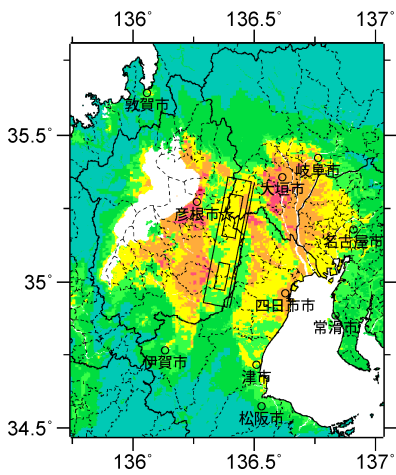 136° 136.5° 137°
敦賀市
35.5°
岐阜市
大垣市
彦根市
名古屋市
35°
四日市市
常滑市
伊賀市
津市
松阪市
34.5°
136° 136.5° 137°